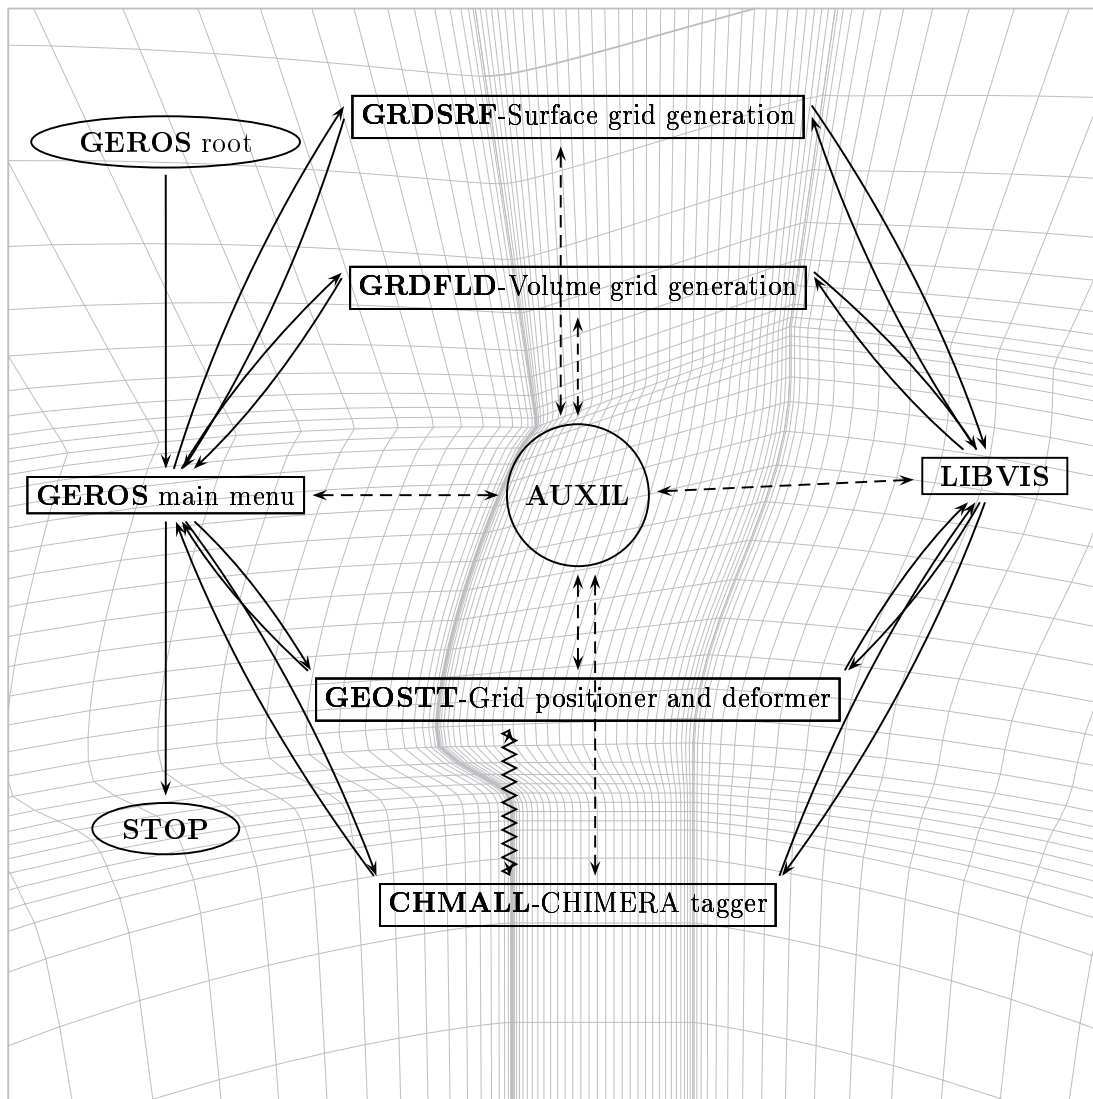 GRDSRF-Surface grid generation
GEROS root
GRDFLD-Volume grid generation
GEROS main menu
AUXIL
LIBVIS
GEOSTT-Grid positioner and deformer
STOP
CHMALL-CHIMERA tagger